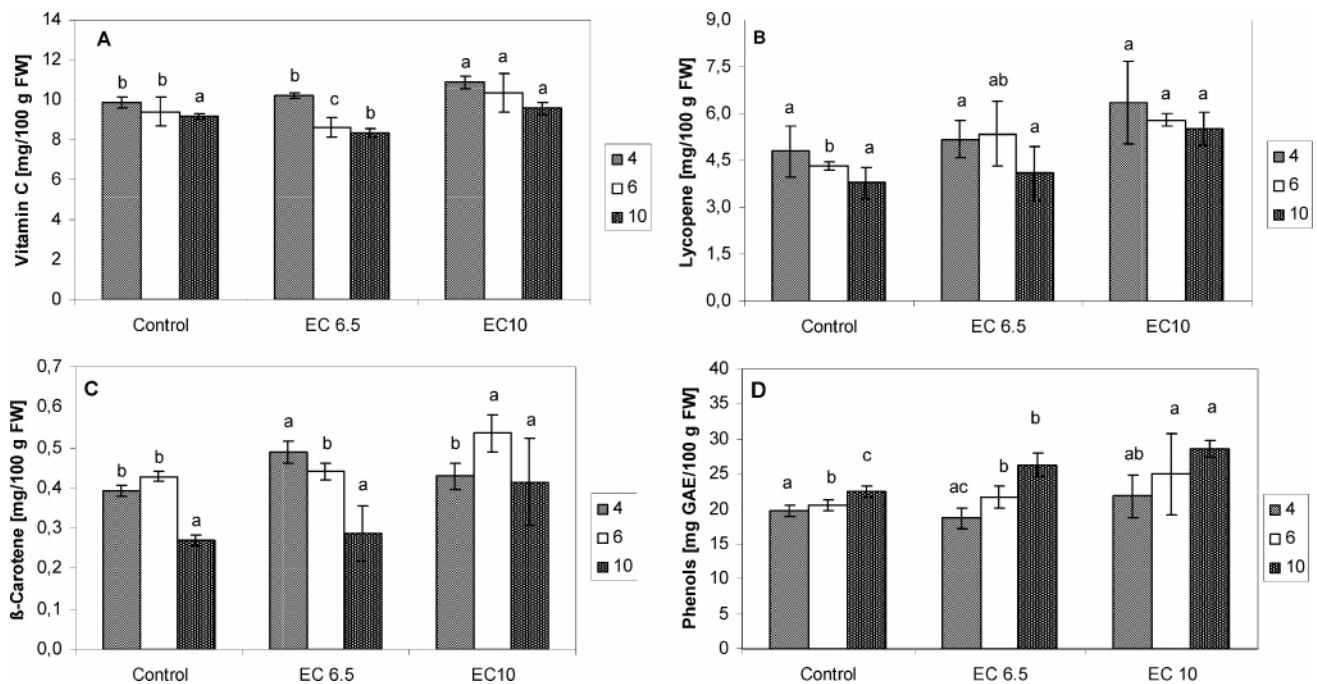 A
Vitamin C [mg/100 g FW]
14
12
10
8
6
4
2
0
b b a
b c b
a a a
Control EC 6.5 EC10
4
6
10
B
Lycopene [mg/100 g FW]
9,0
7,5
6,0
4,5
3,0
1,5
0,0
a b a
a ab a
a a a
Control EC 6.5 EC10
4
6
10
C
ß-Carotene [mg/100 g FW]
0,7
0,6
0,5
0,4
0,3
0,2
0,1
0,0
b b a
a b a
b a a
Control EC 6.5 EC10
4
6
10
D
Phenols [mg GAE/100 g FW]
40
35
30
25
20
15
10
5
0
a b c
ac b b
ab a a
Control EC 6.5 EC 10
4
6
10